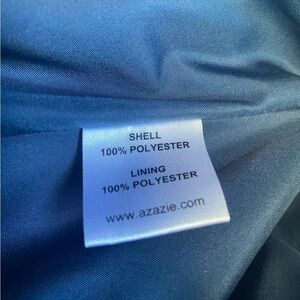 SHELL
100% POLYESTER
LINING
100% POLYESTER
www.azazie.com